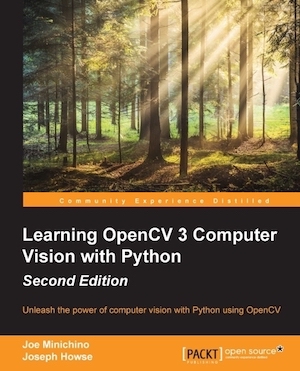 Community Experience Distilled
Learning OpenCV 3 Computer
Vision with Python
Second Edition
Unleash the power of computer vision with Python using OpenCV
Joe Minichino
Joseph Howse
PACKT open source*
PUBLISHING